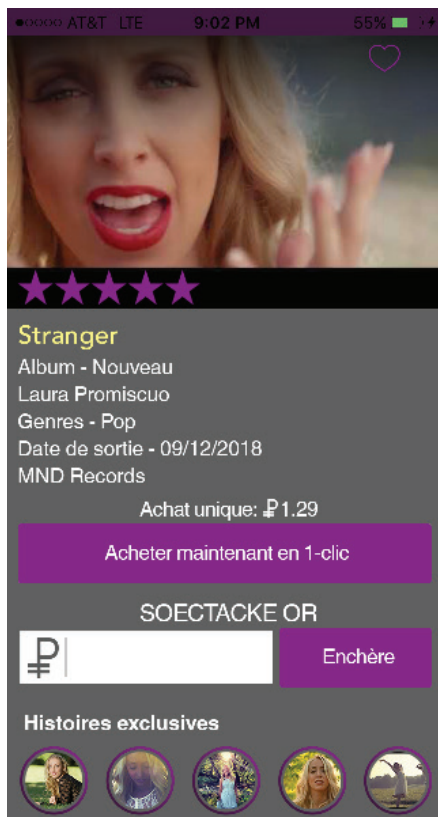 ●○○○○ AT&T LTE 9:02 PM 55%
Stranger
Album - Nouveau
Laura Promiscuo
Genres - Pop
Date de sortie - 09/12/2018
MND Records
Achat unique: ₽1.29
Acheter maintenant en 1-clic
SOECTACKE OR
₽
Enchère
Histoires exclusives